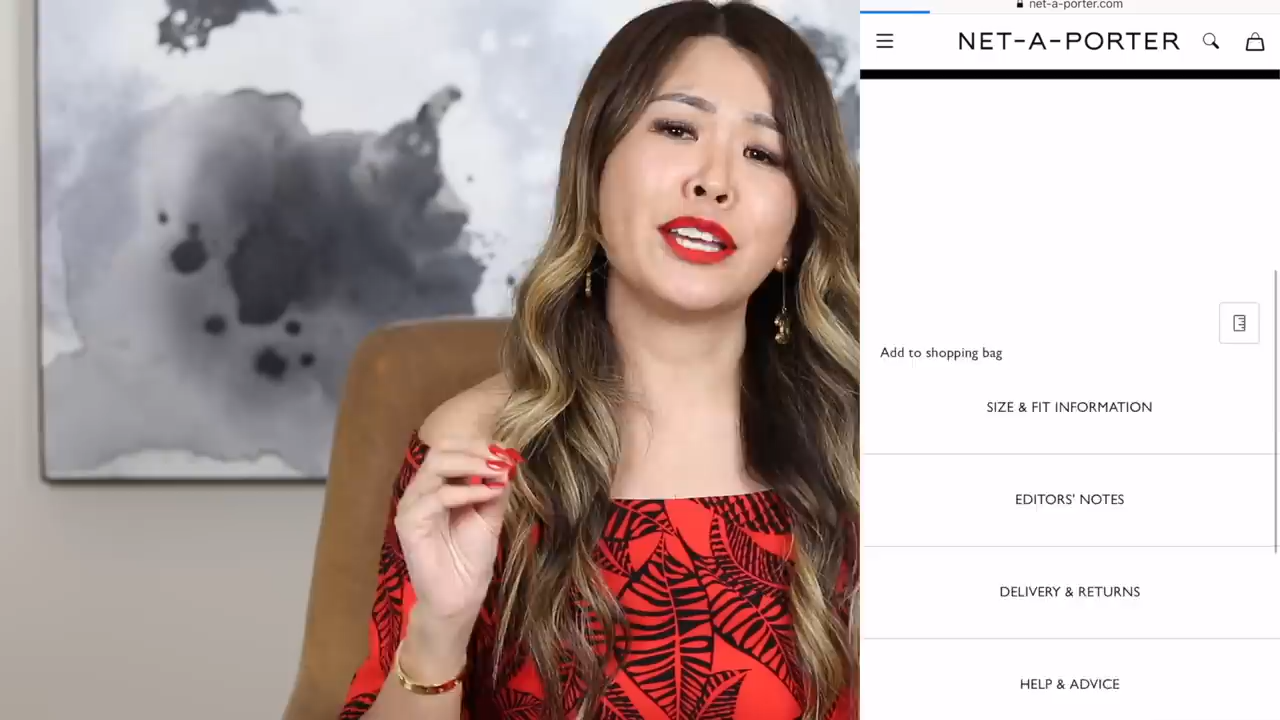 net-a-porter.com
NET-A-PORTER
Add to shopping bag
SIZE & FIT INFORMATION
EDITORS' NOTES
DELIVERY & RETURNS
HELP & ADVICE